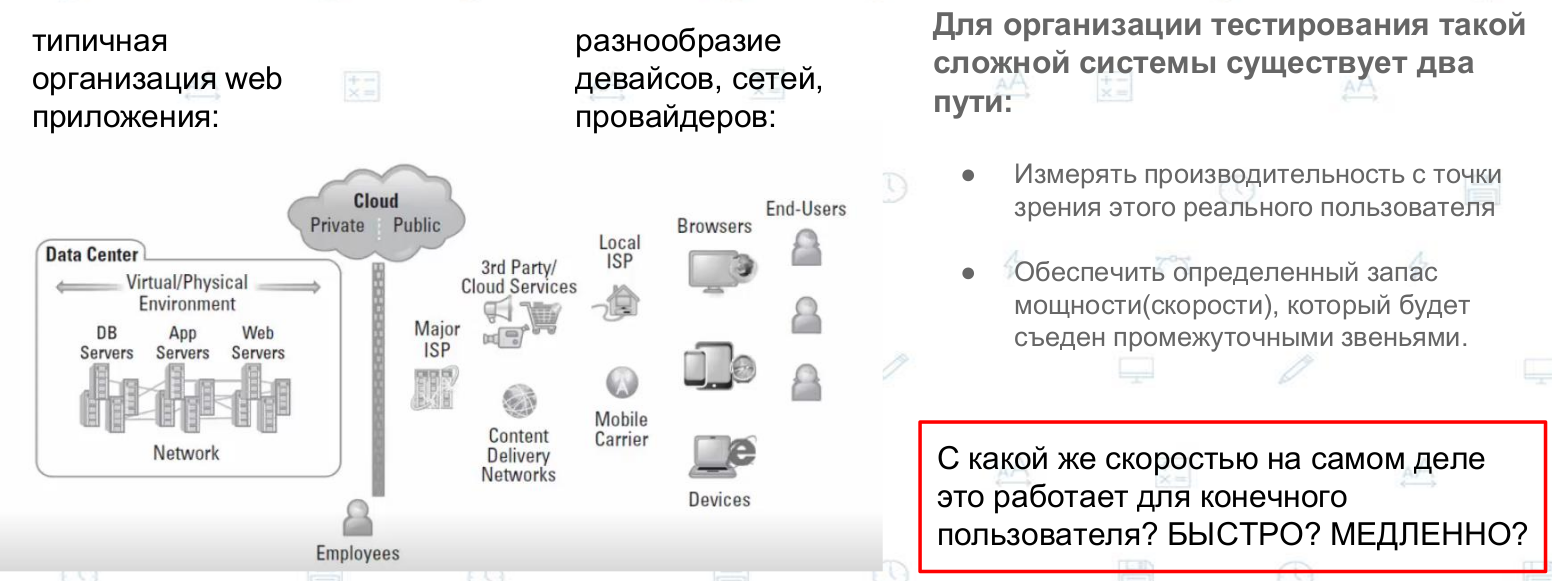 типичная
организация web
приложения:
разнообразие
девайсов, сетей,
провайдеров:
Cloud
Private Public
Data Center
Virtual/Physical
Environment
DB
Servers
App
Servers
Web
Servers
Network
Employees
Major
ISP
3rd Party/
Cloud Services
Content
Delivery
Networks
Local
ISP
Mobile
Carrier
Browsers
Devices
End-Users
Для организации тестирования такой
сложной системы существует два
пути:
● Измерять производительность с точки
зрения этого реального пользователя
● Обеспечить определенный запас
мощности(скорости), который будет
съеден промежуточными звеньями.
С какой же скоростью на самом деле
это работает для конечного
пользователя? БЫСТРО? МЕДЛЕННО?